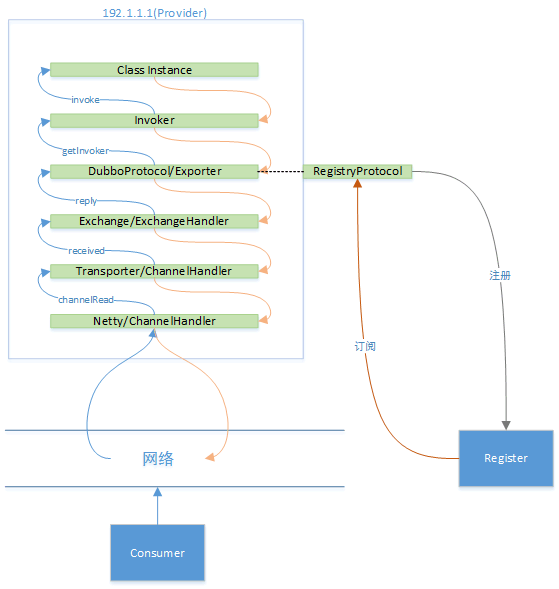 192.1.1.1(Provider)
Class Instance
invoke
Invoker
getInvoker
DubboProtocol/Exporter
RegistryProtocol
reply
Exchange/ExchangeHandler
received
Transporter/ChannelHandler
注册
channelRead
Netty/ChannelHandler
订阅
网络
Register
Consumer